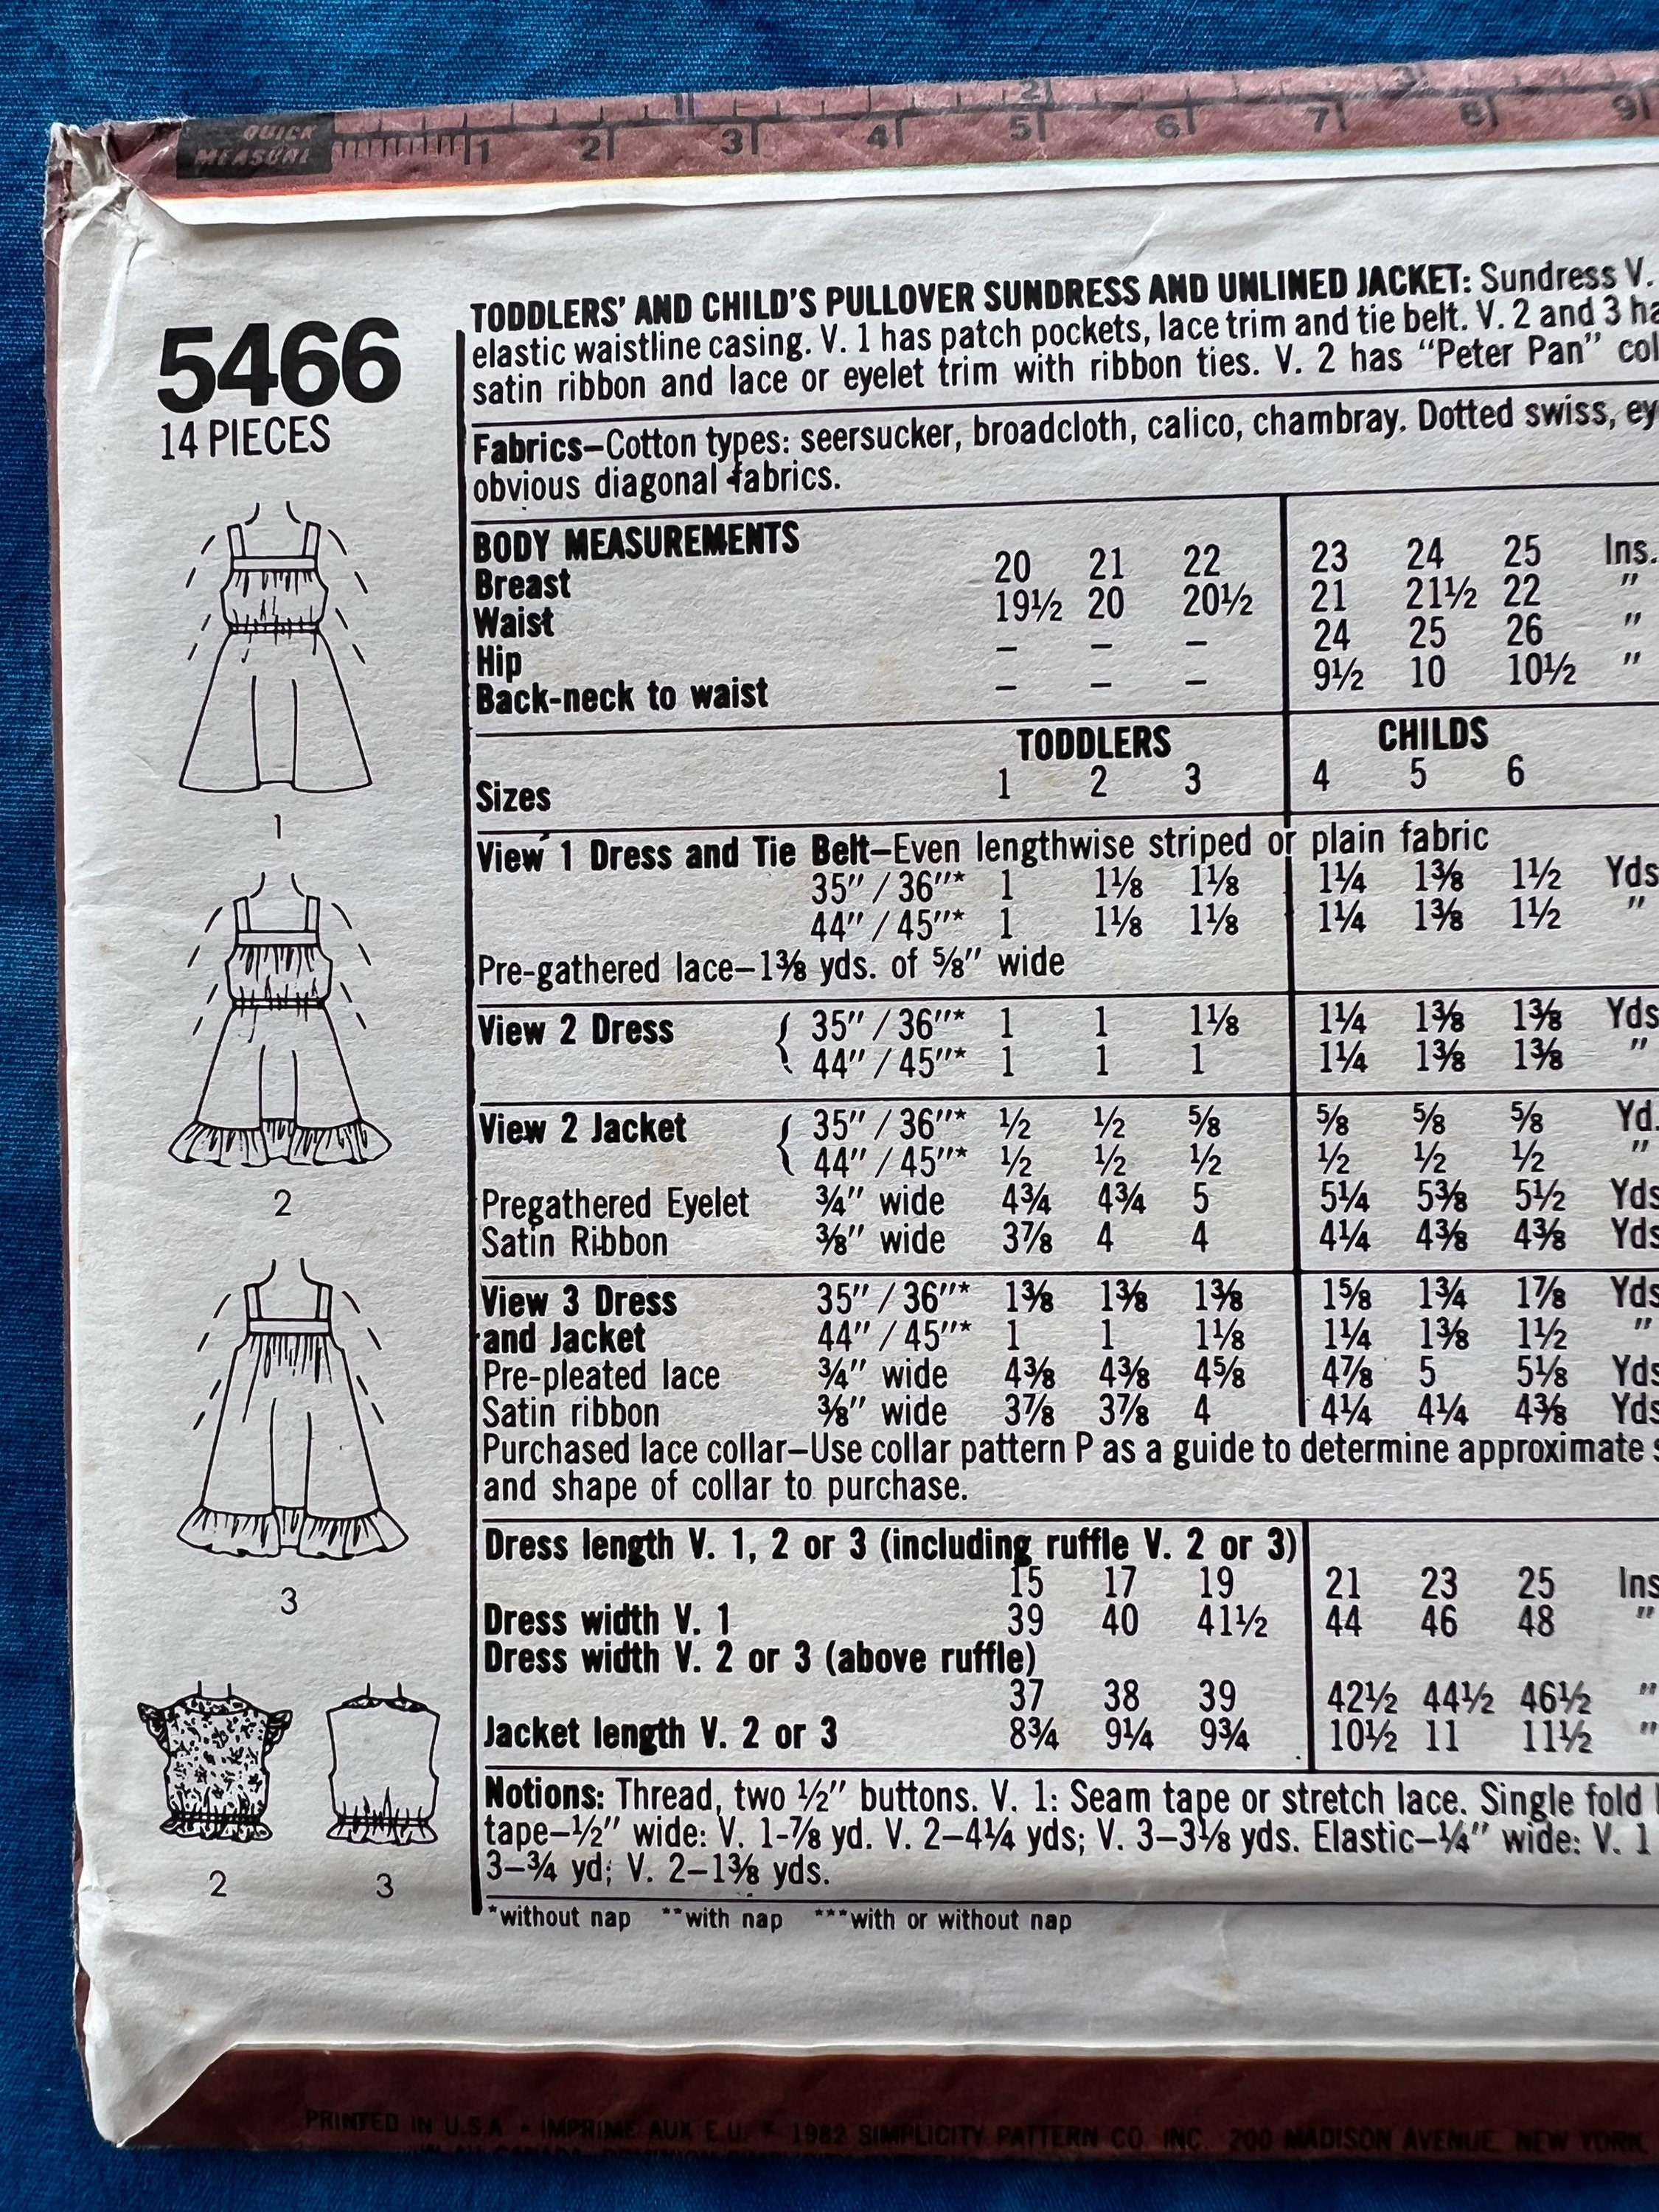 QUICK
MEASURE
1 2 3 4 5 6 7 8 9
2 3
5466
14 PIECES
1
2
3
2 3
TODDLERS' AND CHILD'S PULLOVER SUNDRESS AND UNLINED JACKET: Sundress V.
elastic waistline casing. V. 1 has patch pockets, lace trim and tie belt. V. 2 and 3 ha
satin ribbon and lace or eyelet trim with ribbon ties. V. 2 has "Peter Pan" col
Fabrics–Cotton types: seersucker, broadcloth, calico, chambray. Dotted swiss, ey
obvious diagonal fabrics.
BODY MEASUREMENTS
Breast 20 21 22 23 24 25 Ins.
Waist 19½ 20 20½ 21 21½ 22 "
Hip – – – 24 25 26 "
Back-neck to waist – – – 9½ 10 10½ "
TODDLERS CHILDS
Sizes 1 2 3 4 5 6
View 1 Dress and Tie Belt–Even lengthwise striped or plain fabric
35"/36"* 1 1⅛ 1⅛ 1¼ 1⅜ 1½ Yds
44"/45"* 1 1⅛ 1⅛ 1¼ 1⅜ 1½ "
Pre-gathered lace–1⅜ yds. of ⅝" wide
View 2 Dress { 35"/36"* 1 1 1⅛ 1¼ 1⅜ 1⅜ Yds
44"/45"* 1 1 1 1¼ 1⅜ 1⅜ "
View 2 Jacket { 35"/36"* ½ ½ ⅝ ⅝ ⅝ ⅝ Yd.
44"/45"* ½ ½ ½ ½ ½ ½ "
Pregathered Eyelet ¾" wide 4¾ 4¾ 5 5¼ 5⅜ 5½ Yds
Satin Ribbon ⅜" wide 3⅞ 4 4 4¼ 4⅜ 4⅜ Yds
View 3 Dress 35"/36"* 1⅜ 1⅜ 1⅜ 1⅝ 1¾ 1⅞ Yds
and Jacket 44"/45"* 1 1 1⅛ 1¼ 1⅜ 1½ "
Pre-pleated lace ¾" wide 4⅜ 4⅜ 4⅝ 4⅞ 5 5⅛ Yds
Satin ribbon ⅜" wide 3⅞ 3⅞ 4 4¼ 4¼ 4⅜ Yds
Purchased lace collar–Use collar pattern P as a guide to determine approximate s
and shape of collar to purchase.
Dress length V. 1, 2 or 3 (including ruffle V. 2 or 3)
15 17 19 21 23 25 Ins
Dress width V. 1 39 40 41½ 44 46 48 "
Dress width V. 2 or 3 (above ruffle)
37 38 39 42½ 44½ 46½ "
Jacket length V. 2 or 3 8¾ 9¼ 9¾ 10½ 11 11½ "
Notions: Thread, two ½" buttons. V. 1: Seam tape or stretch lace. Single fold
tape–½" wide: V. 1-⅞ yd. V. 2–4¼ yds; V. 3–3⅛ yds. Elastic–¼" wide: V. 1
3–¾ yd; V. 2–1⅜ yds.
*without nap **with nap ***with or without nap
PRINTED IN U.S.A. • IMPRIME AUX E.U. © 1982 SIMPLICITY PATTERN CO. INC. 200 MADISON AVENUE, NEW YORK,